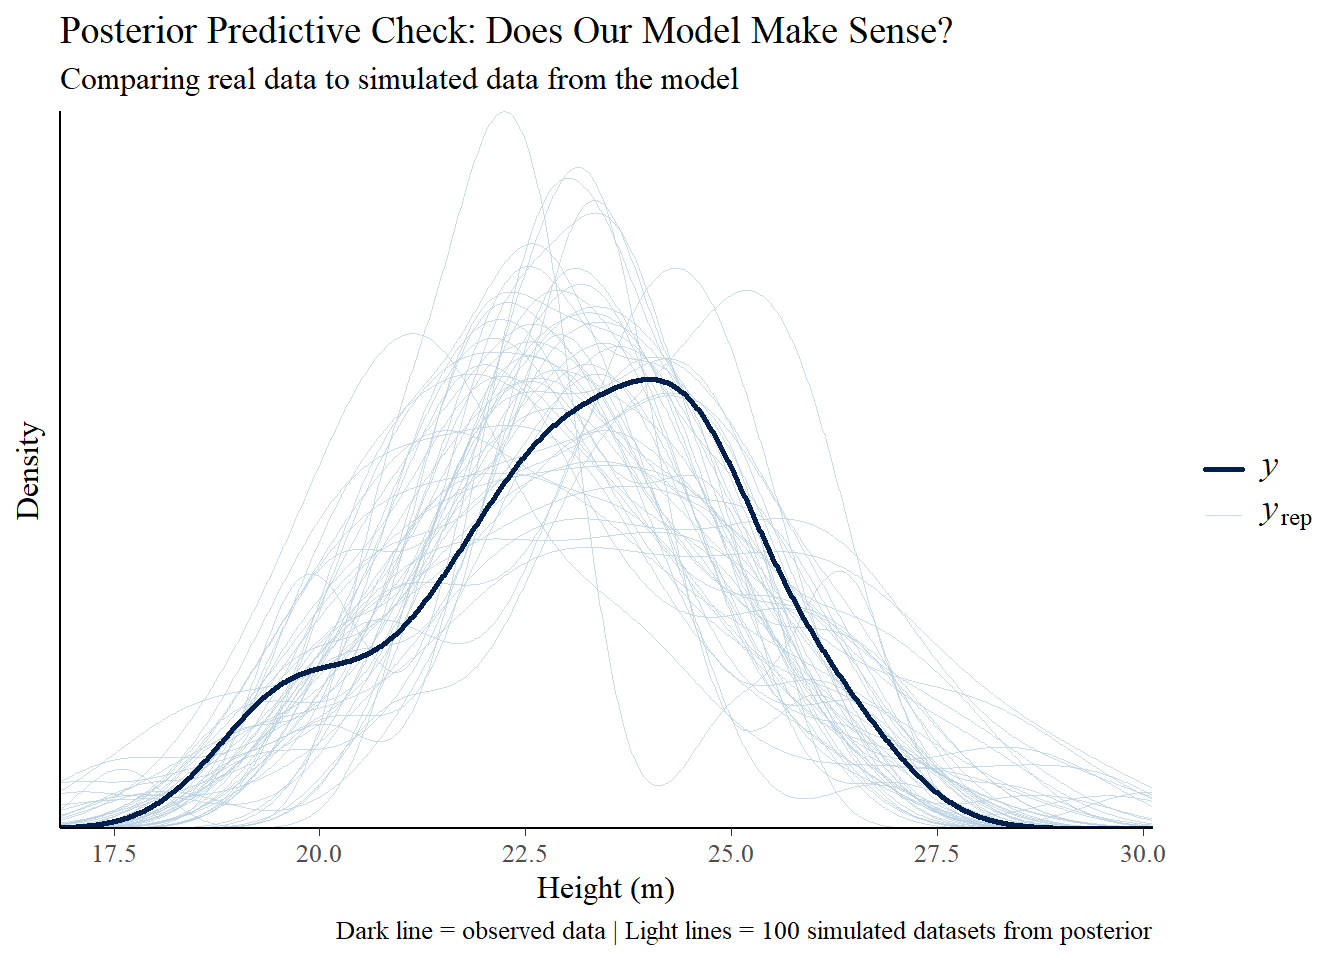 Posterior Predictive Check: Does Our Model Make Sense?
Comparing real data to simulated data from the model
Density
y
y rep
17.5 20.0 22.5 25.0 27.5 30.0
Height (m)
Dark line = observed data | Light lines = 100 simulated datasets from posterior